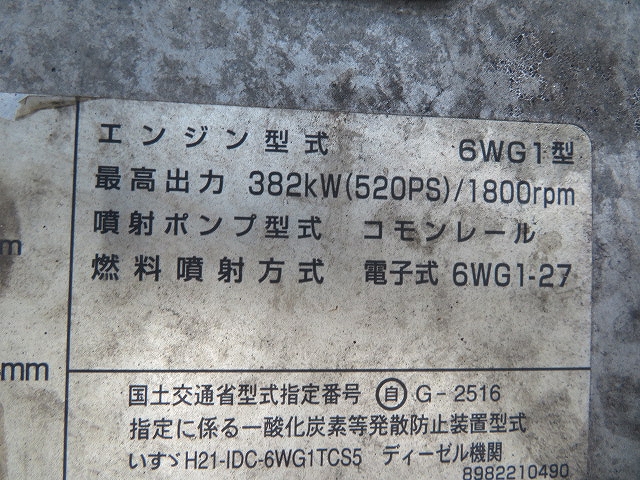 エンジン型式 6WG1型
最高出力 382kW(520PS)/1800rpm
噴射ポンプ型式 コモンレール
m
燃料噴射方式 電子式 6WG1-27
mm
国土交通省型式指定番号 自 G-2516
指定に係る一酸化炭素等発散防止装置型式
いすゞH21-IDC-6WG1TCS5 ディーゼル機関
8982210490